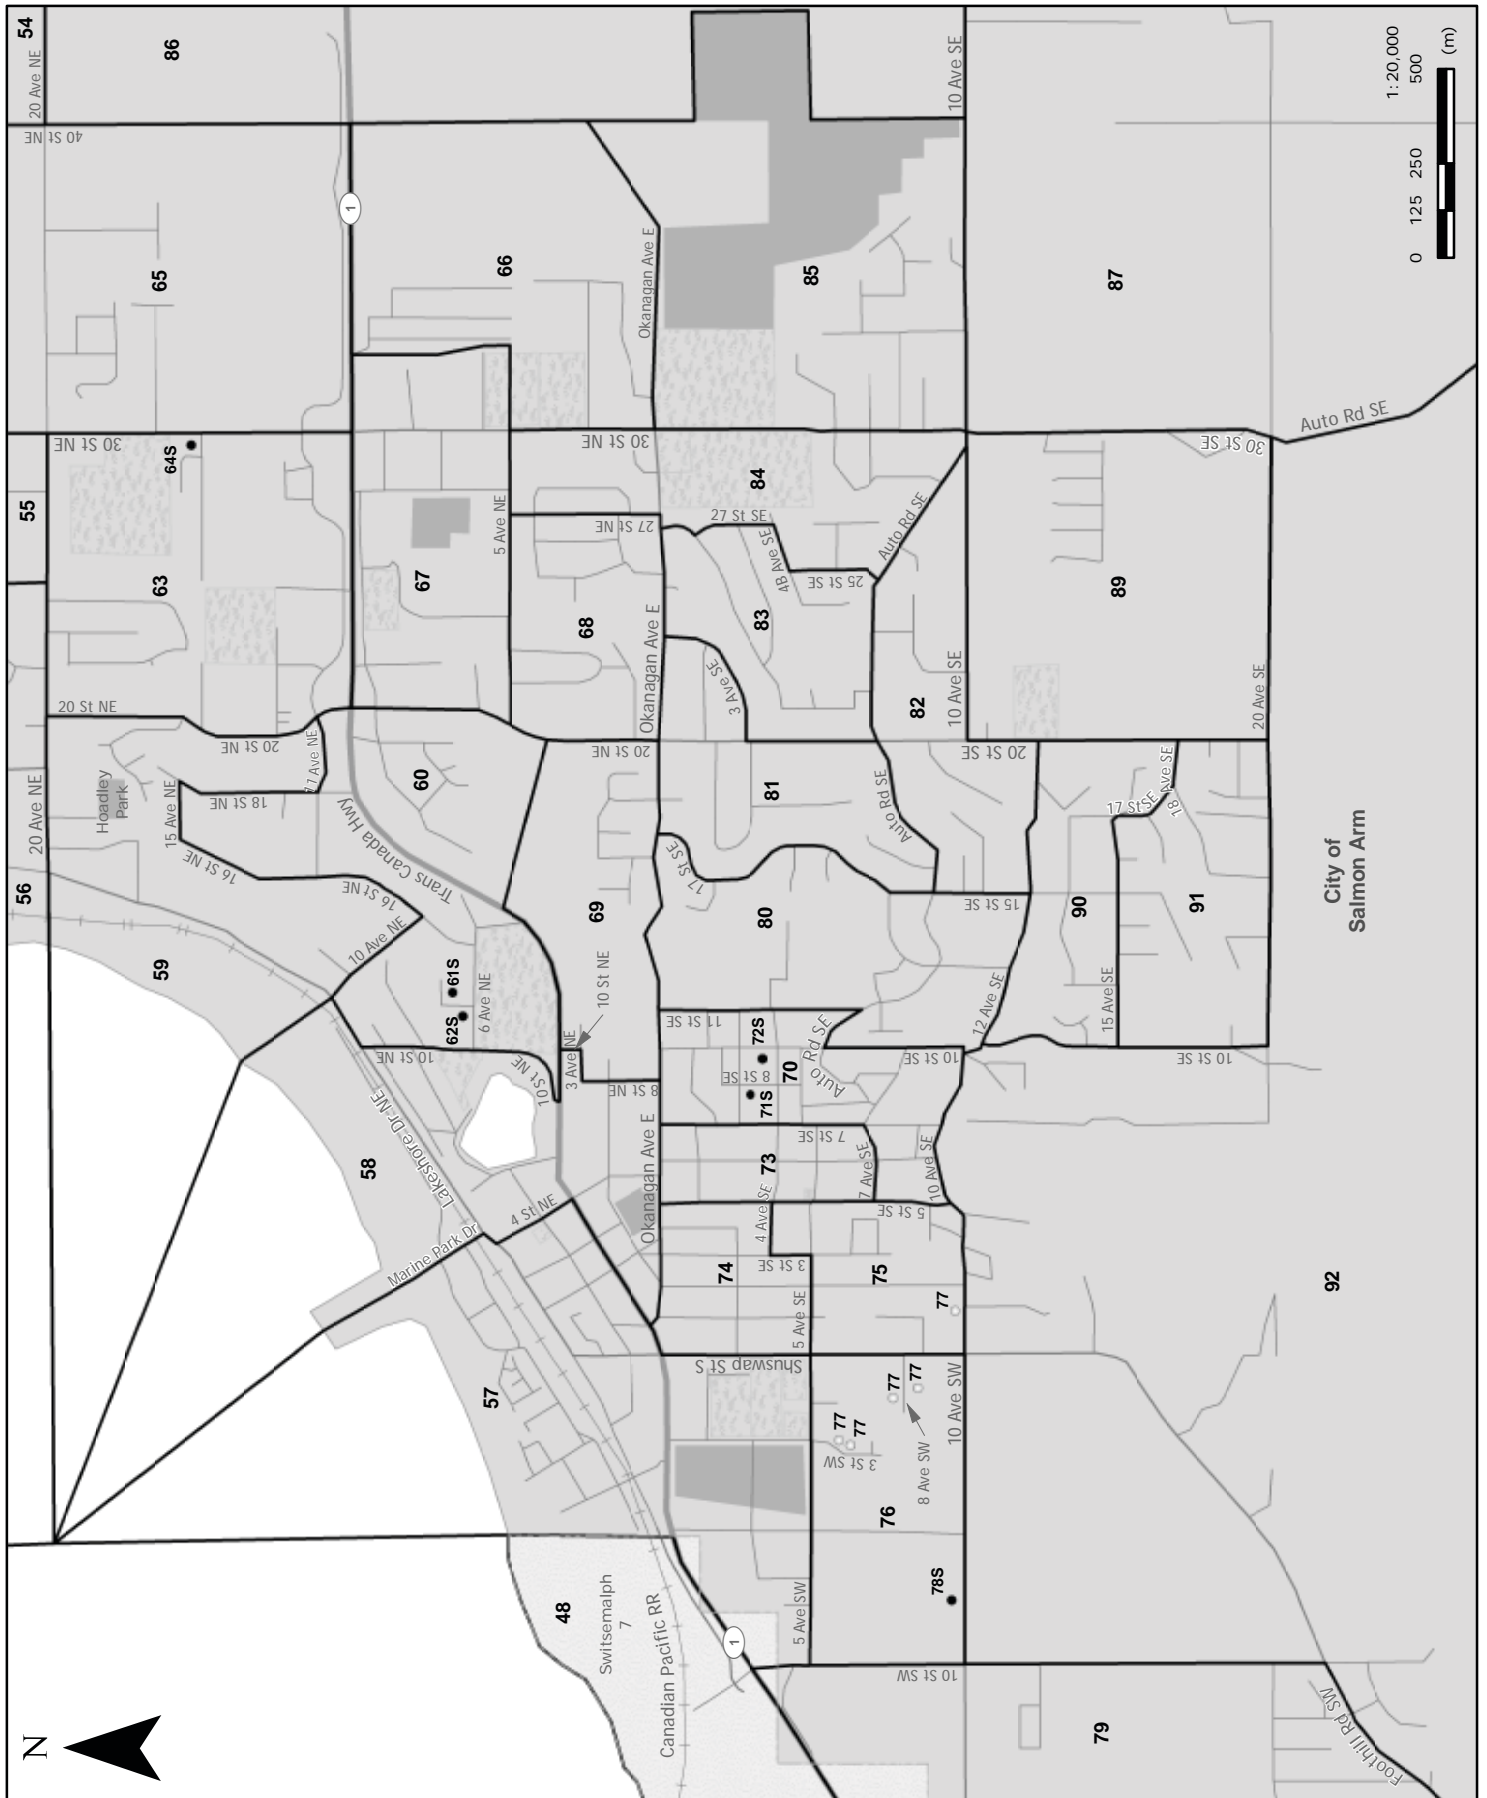 54
20 Ave NE
86
10 Ave SE
1:20,000
0 125 250 500
(m)
40 St NE
65
1
66
Okanagan Ave E
85
87
55
30 St NE
64S
63
67
5 Ave NE
30 St NE
27 St NE
68
Okanagan Ave E
84
27 St SE
4B Ave SE
25 St SE
83
3 Ave SE
Auto Rd SE
82
10 Ave SE
30 St SE
Auto Rd SE
89
20 Ave SE
20 St NE
20 St NE
11 Ave NE
18 St NE
15 Ave NE
16 St NE
16 St NE
Hoadley
Park
20 Ave NE
56
59
Trans Canada Hwy
60
10 Ave NE
61S
62S
6 Ave NE
10 St NE
10 St NE
3 Ave NE
10 St NE
69
20 St NE
8 St NE
81
17 St SE
Auto Rd SE
80
20 St SE
15 St SE
12 Ave SE
90
17 St SE
18 Ave SE
91
15 Ave SE
10 St SE
City of
Salmon Arm
11 St SE
72S
8 St SE
71S
70
Auto Rd SE
10 St SE
58
Lakeshore Dr NE
Marine Park Dr
4 St NE
Okanagan Ave E
73
7 St SE
7 Ave SE
10 Ave SE
4 Ave SE
5 St SE
74
3 St SE
5 Ave SE
75
77
92
57
Shuswap St S
77
77
77
77
3 St SW
8 Ave SW
10 Ave SW
76
78S
5 Ave SW
48
Switsemalph
7
Canadian Pacific RR
1
10 St SW
79
Foothill Rd SW
N